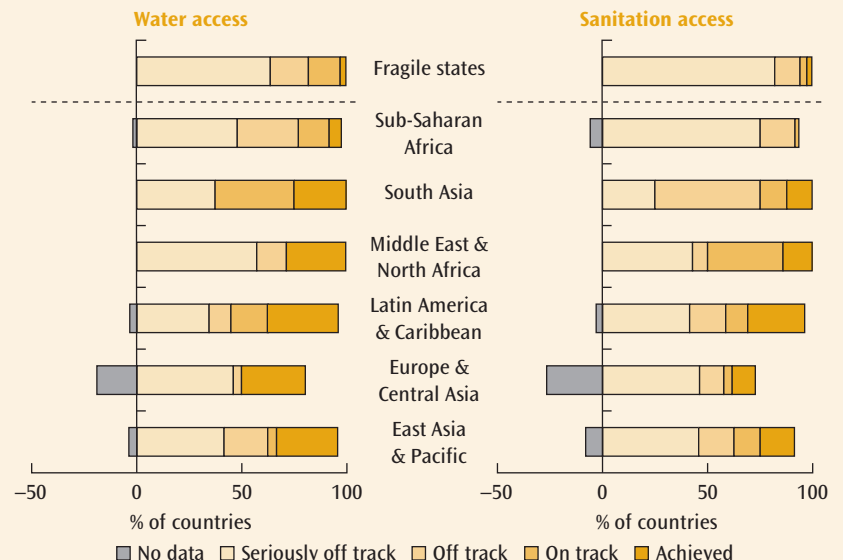 Water access
Sanitation access
Fragile states
Sub-Saharan
Africa
South Asia
Middle East &
North Africa
Latin America
& Caribbean
Europe &
Central Asia
East Asia
& Pacific
–50 0 50 100
–50 0 50 100
% of countries
% of countries
No data Seriously off track Off track On track Achieved